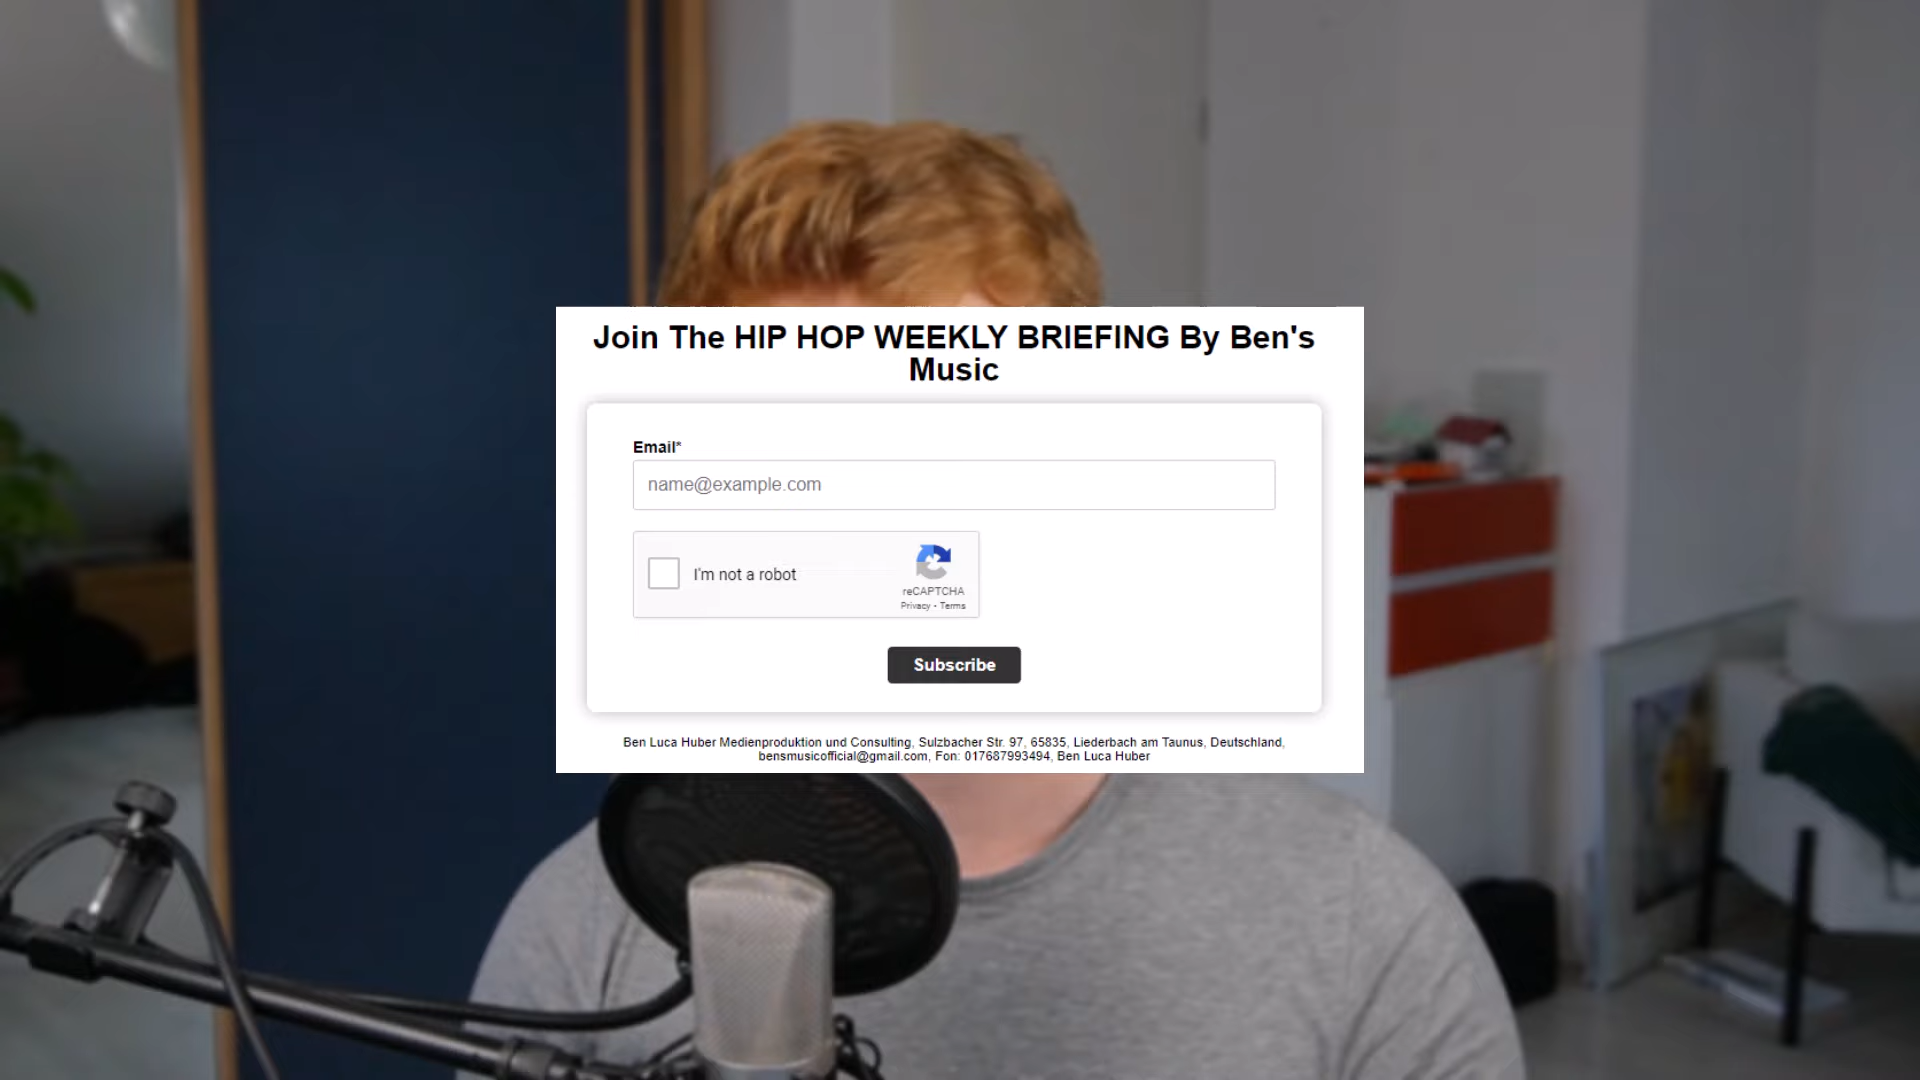 Join The HIP HOP WEEKLY BRIEFING By Ben's
Music
Email*
name@example.com
I'm not a robot
reCAPTCHA
Privacy - Terms
Subscribe
Ben Luca Huber Medienproduktion und Consulting, Sulzbacher Str. 97, 65835, Liederbach am Taunus, Deutschland,
bensmusicofficial@gmail.com, Fon: 017687993494, Ben Luca Huber